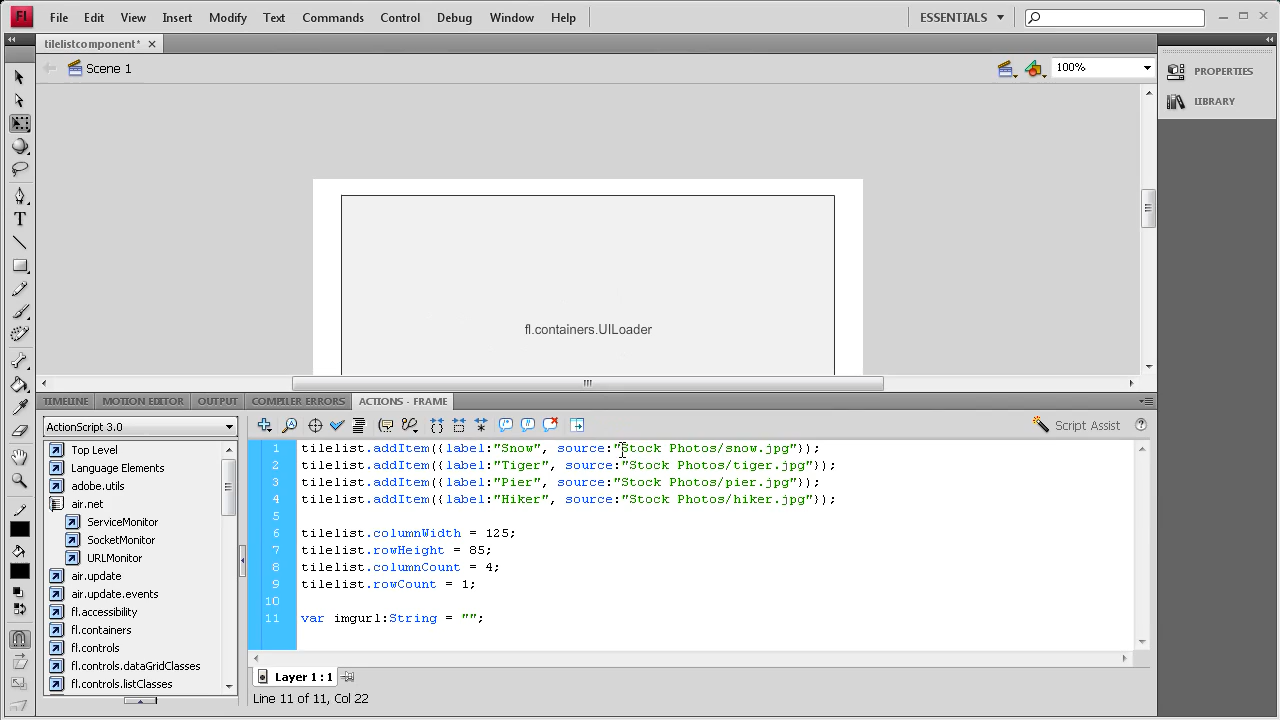 Fl File Edit View Insert Modify Text Commands Control Debug Window Help ESSENTIALS
tilelistcomponent*
Scene 1 100%
PROPERTIES
LIBRARY
fl.containers.UILoader
TIMELINE MOTION EDITOR OUTPUT COMPILER ERRORS ACTIONS - FRAME
ActionScript 3.0 Script Assist
Top Level
Language Elements
adobe.utils
air.net
ServiceMonitor
SocketMonitor
URLMonitor
air.update
air.update.events
fl.accessibility
fl.containers
fl.controls
fl.controls.dataGridClasses
fl.controls.listClasses
1 tilelist.addItem({label:"Snow", source:"Stock Photos/snow.jpg"});
2 tilelist.addItem({label:"Tiger", source:"Stock Photos/tiger.jpg"});
3 tilelist.addItem({label:"Pier", source:"Stock Photos/pier.jpg"});
4 tilelist.addItem({label:"Hiker", source:"Stock Photos/hiker.jpg"});
5
6 tilelist.columnWidth = 125;
7 tilelist.rowHeight = 85;
8 tilelist.columnCount = 4;
9 tilelist.rowCount = 1;
10
11 var imgurl:String = "";
Layer 1 : 1
Line 11 of 11, Col 22